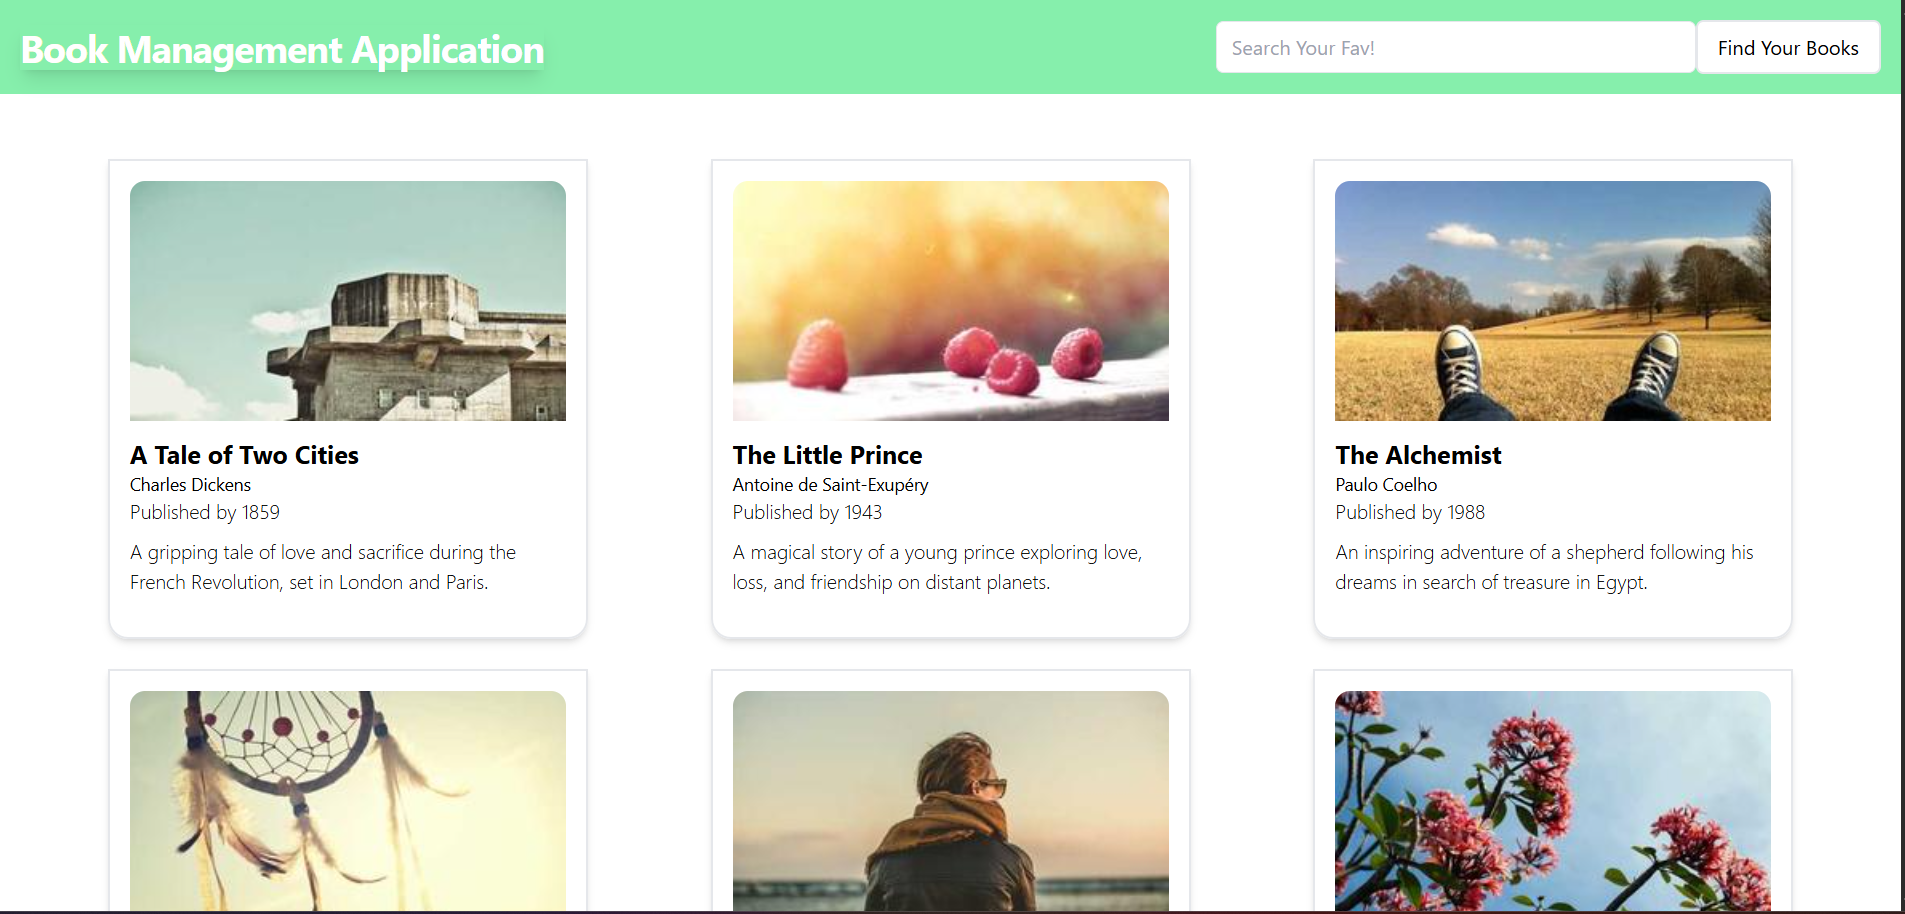 Book Management Application
Search Your Fav!
Find Your Books
A Tale of Two Cities
Charles Dickens
Published by 1859
A gripping tale of love and sacrifice during the
French Revolution, set in London and Paris.
The Little Prince
Antoine de Saint-Exupéry
Published by 1943
A magical story of a young prince exploring love,
loss, and friendship on distant planets.
The Alchemist
Paulo Coelho
Published by 1988
An inspiring adventure of a shepherd following his
dreams in search of treasure in Egypt.